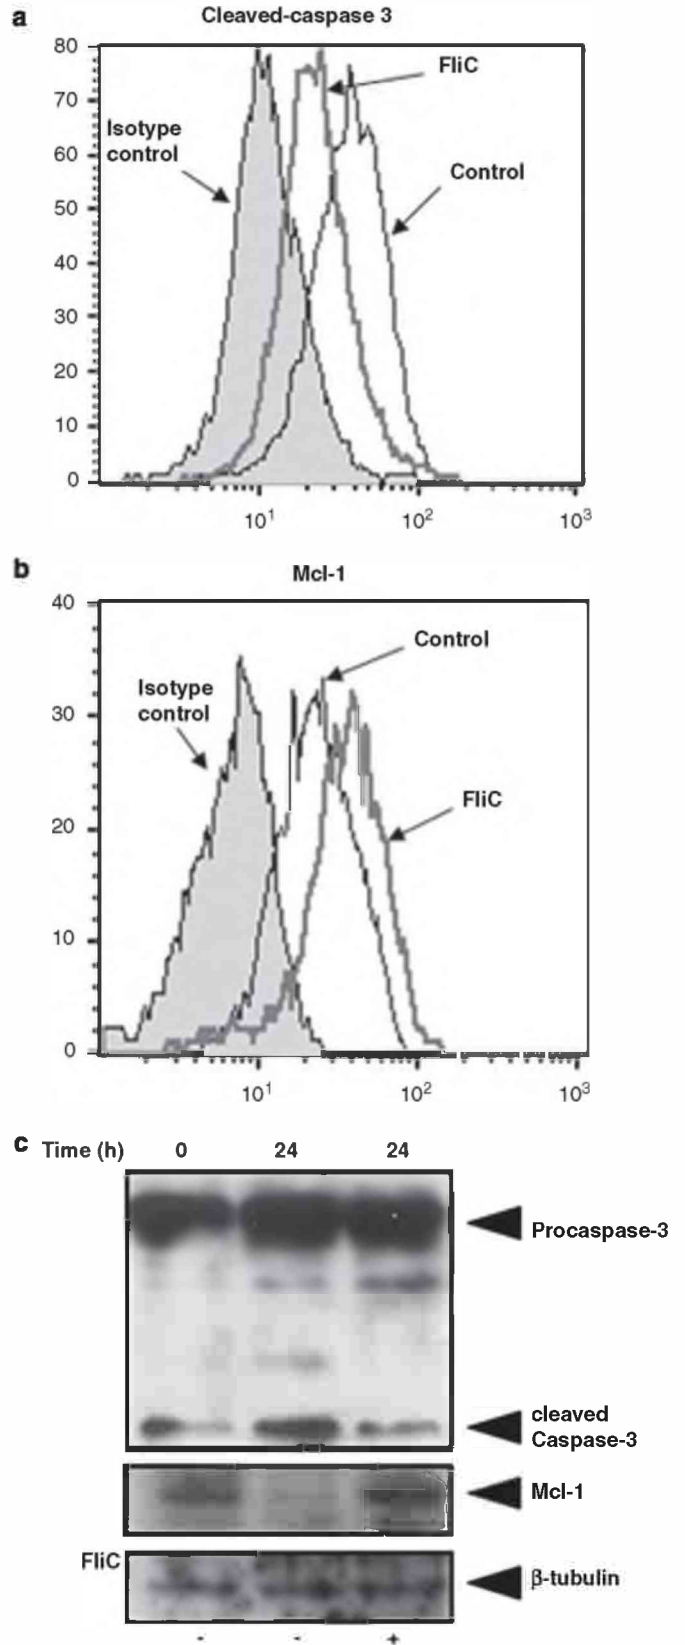 a
Cleaved-caspase 3
80
70
60
50
40
30
20
10
0
FliC
Isotype
control
Control
10¹ 10² 10³
b
Mcl-1
40
30
20
10
0
Control
Isotype
control
FliC
10¹ 10² 10³
c Time (h) 0 24 24
Procaspase-3
cleaved
Caspase-3
Mcl-1
FliC
β-tubulin
- - +